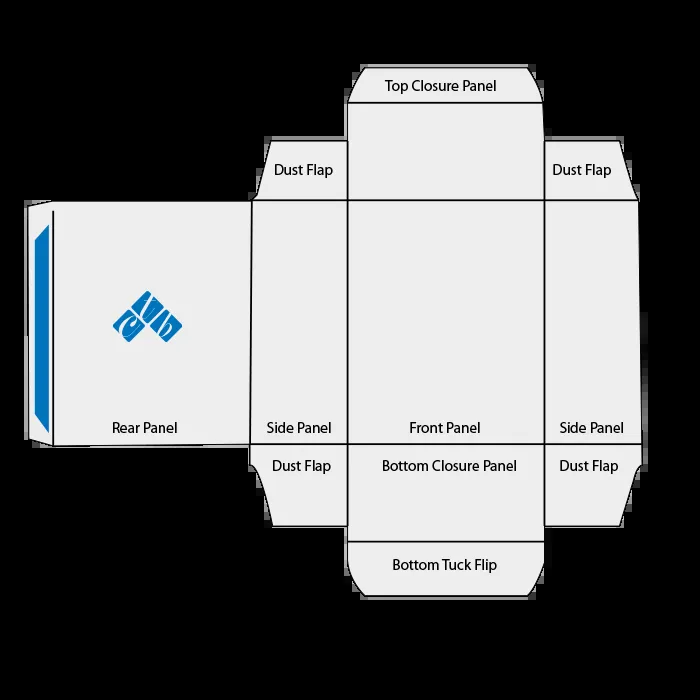 Top Closure Panel
Dust Flap
Dust Flap
Rear Panel
Side Panel
Front Panel
Side Panel
Dust Flap
Bottom Closure Panel
Dust Flap
Bottom Tuck Flip